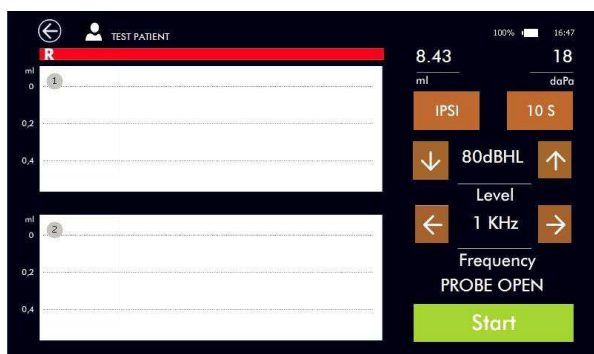 TEST PATIENT
100% 16:47
R
8.43 18
ml daPa
ml
0
1
0,2
0,4
IPSI 10 S
80dBHL
Level
ml
0
2
0,2
0,4
1 KHz
Frequency
PROBE OPEN
Start